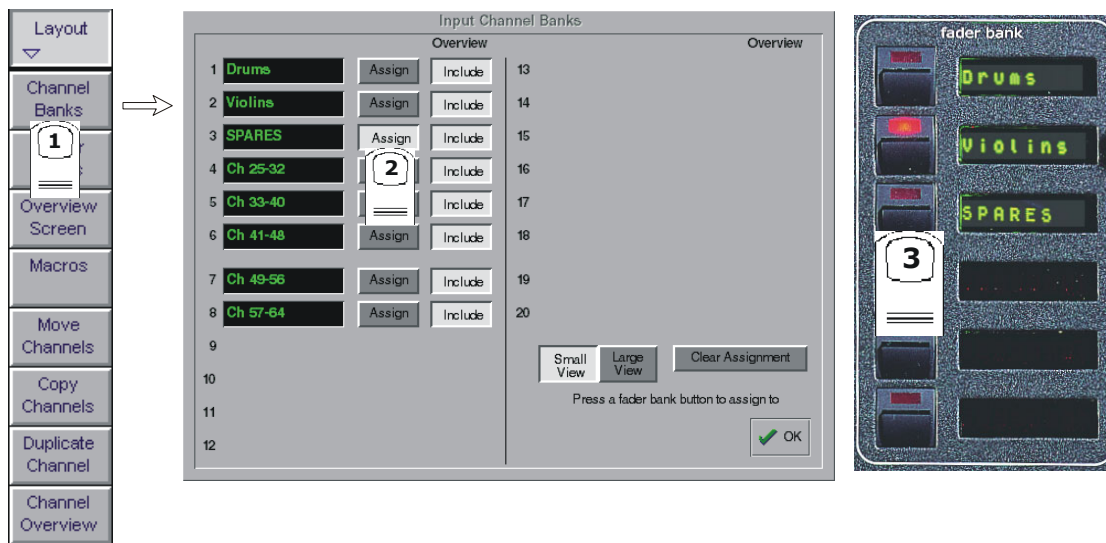 Layout
Channel
Banks
1
Overview
Screen
Macros
Move
Channels
Copy
Channels
Duplicate
Channel
Channel
Overview
Input Channel Banks
Overview
Overview
1 Drums Assign Include 13
2 Violins Assign Include 14
3 SPARES Assign Include 15
4 Ch 25-32 Include 16
2
5 Ch 33-40 Include 17
6 Ch 41-48 Assign Include 18
7 Ch 49-56 Assign Include 19
8 Ch 57-64 Assign Include 20
9
10
11
12
Small
View
Large
View
Clear Assignment
Press a fader bank button to assign to
OK
fader bank
Drums
Violins
SPARES
3